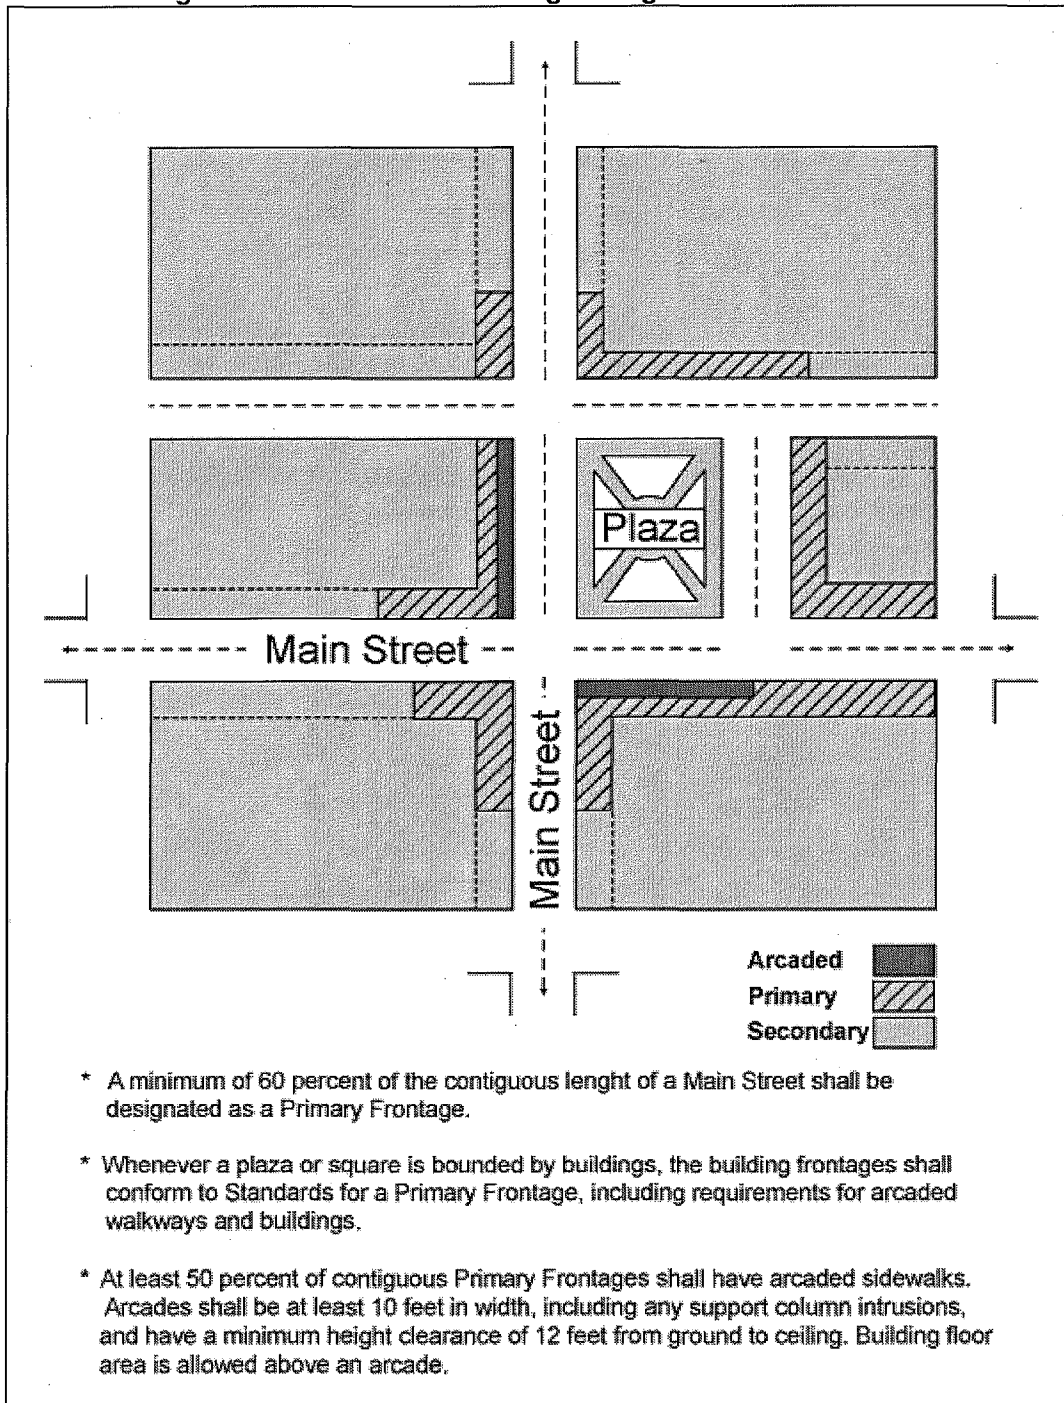 Plaza
Main Street
Main Street
Arcaded
Primary
Secondary
* A minimum of 60 percent of the contiguous lenght of a Main Street shall be
designated as a Primary Frontage.
* Whenever a plaza or square is bounded by buildings, the building frontages shall
conform to Standards for a Primary Frontage, including requirements for arcaded
walkways and buildings.
* At least 50 percent of contiguous Primary Frontages shall have arcaded sidewalks.
Arcades shall be at least 10 feet in width, including any support column intrusions,
and have a minimum height clearance of 12 feet from ground to ceiling. Building floor
area is allowed above an arcade.